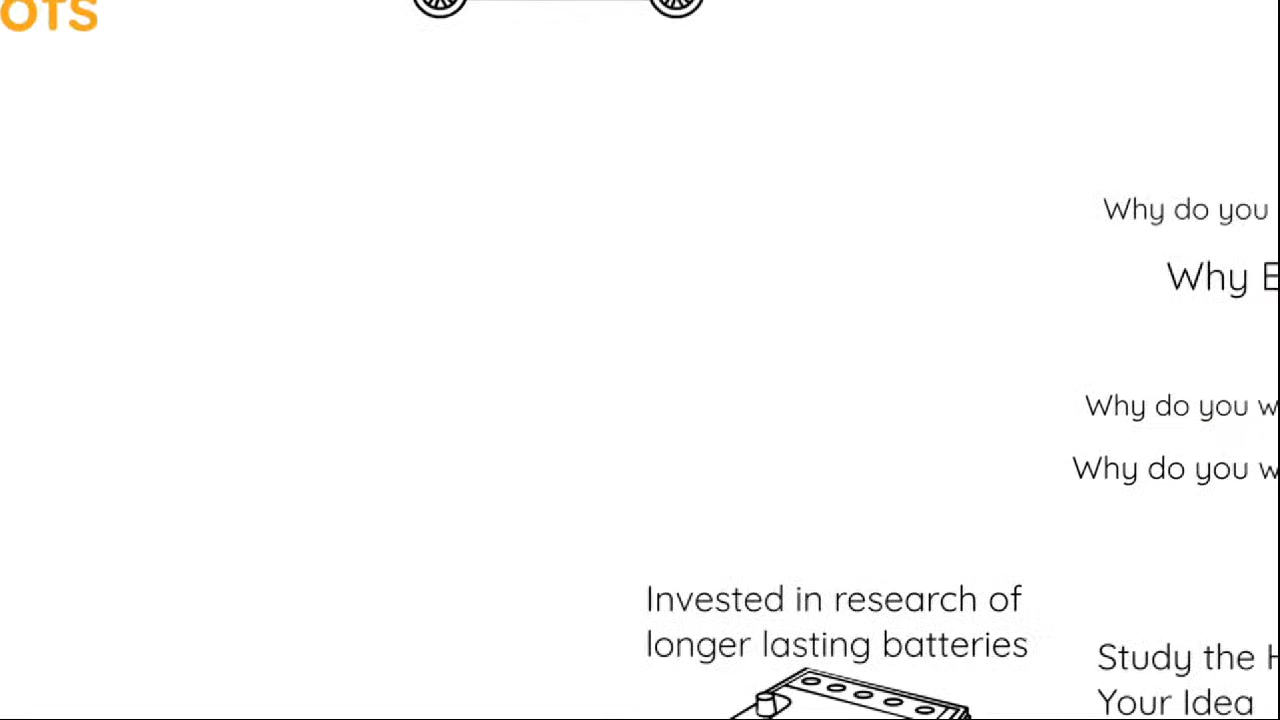 ots
Why do you
Why E
Why do you w
Why do you w
Invested in research of
longer lasting batteries
Study the H
Your Idea